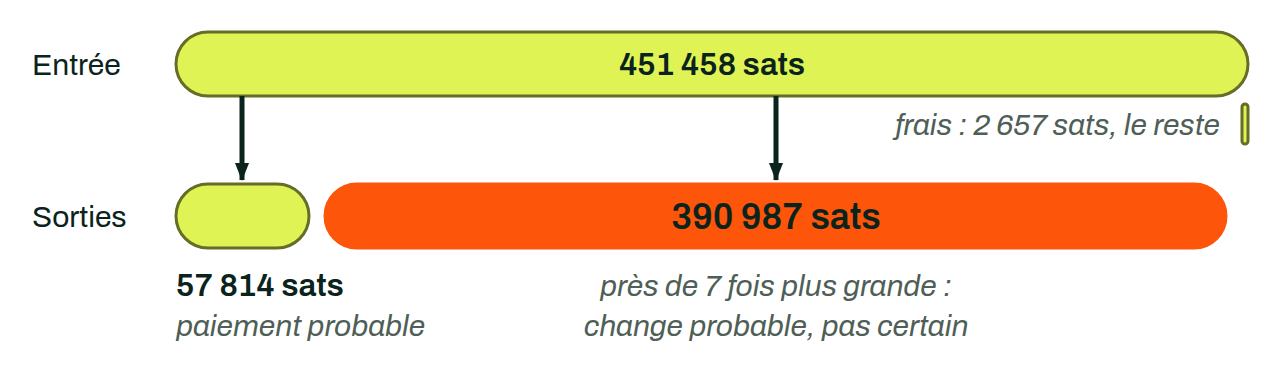 Entrée
451 458 sats
frais : 2 657 sats, le reste
Sorties
390 987 sats
57 814 sats
paiement probable
près de 7 fois plus grande :
change probable, pas certain